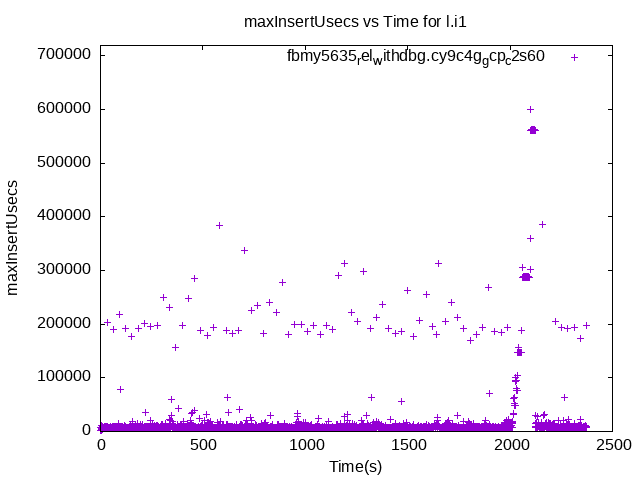 maxInsertUsecs vs Time for l.i1
700000
fbmy5635relwithdbg.cy9c4ggcpc2s60
600000
500000
400000
300000
200000
100000
0
maxInsertUsecs
0 500 1000 1500 2000 2500
Time(s)